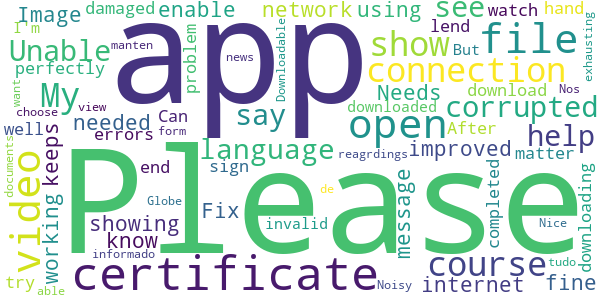 Image damaged enable network using see watch hand
I'm
Unable app show file
manten problem Downloadable news lend But exhausting
perfectly connection
want My Needs download
choose view say open downloaded corrupted
documents needed Can After
well errors form language improved help Nos
keeps end reagrdings matter
video Please sign message completed downloading
working Globe de
showing Fix invalid Nice
know course tudo
try informado certificate internet fine
able Noisy